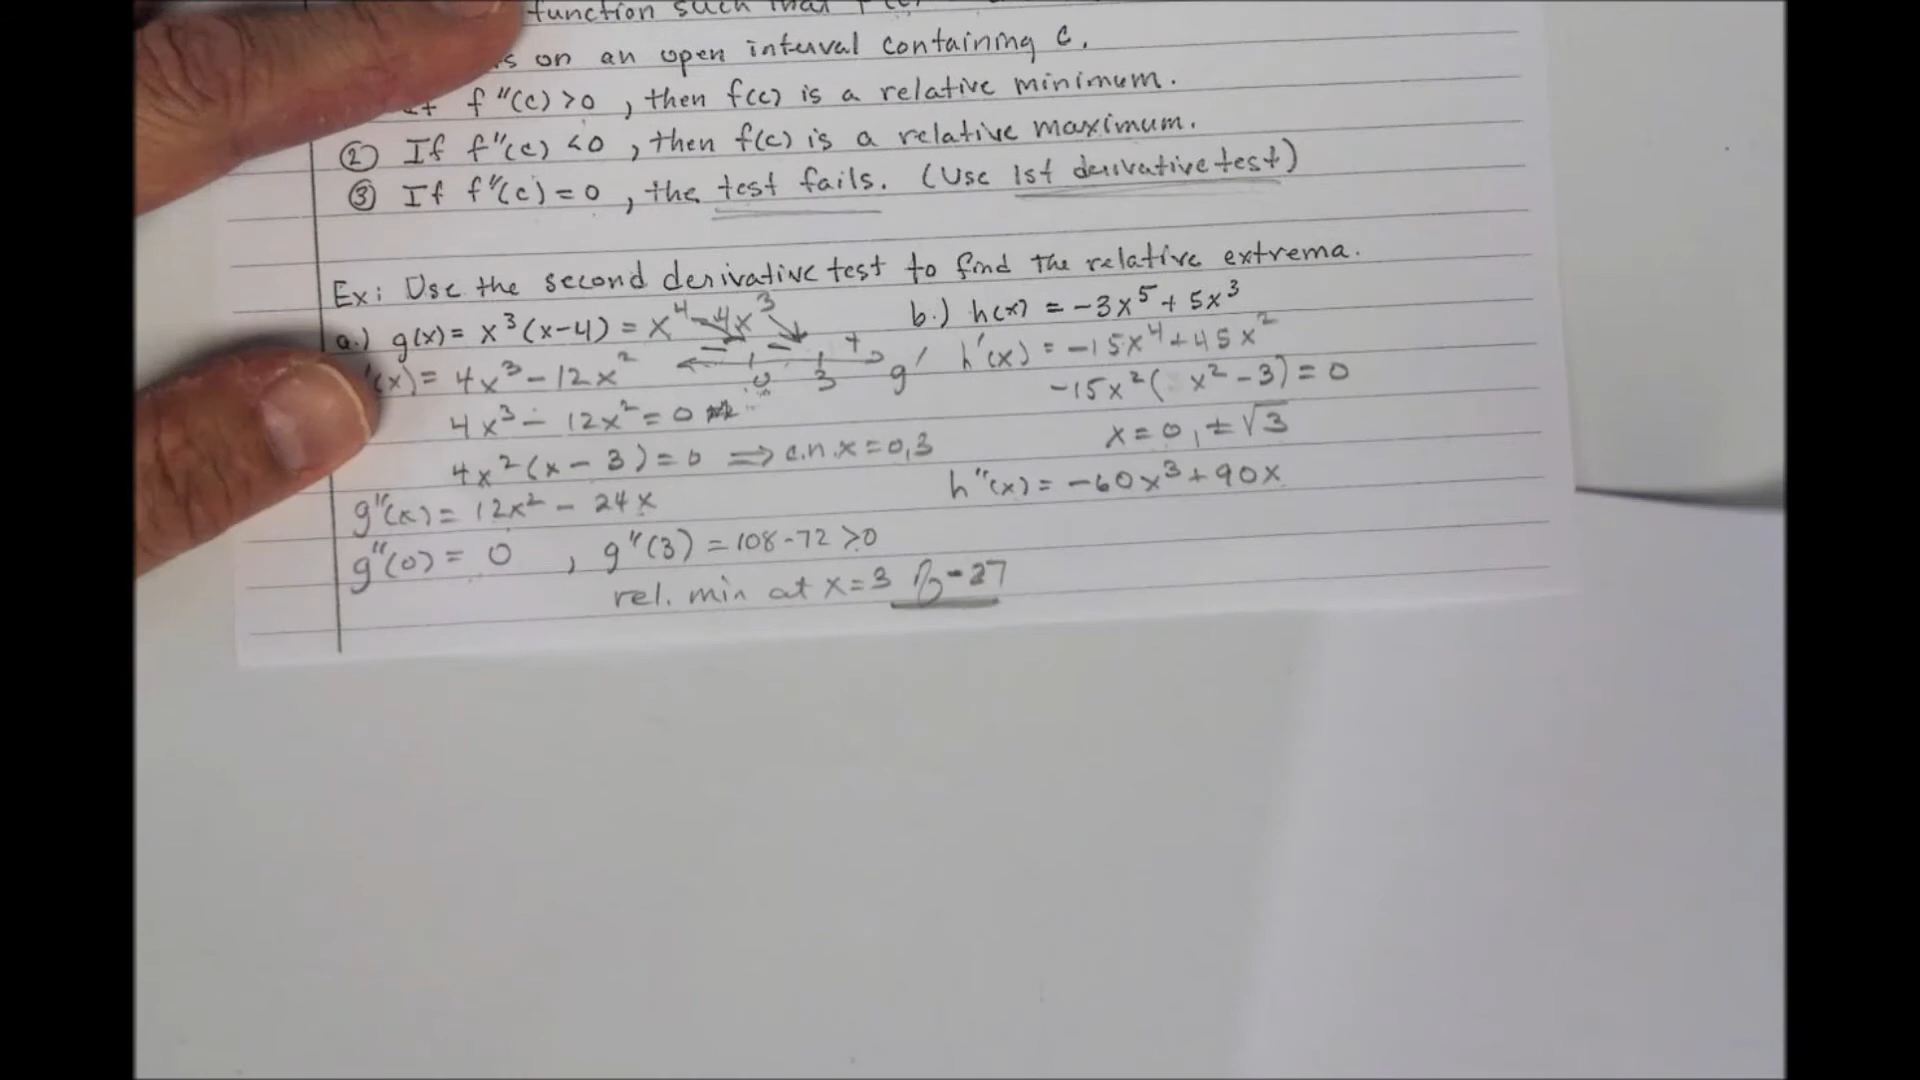 function such that
on an open interval containing c.
If f"(c) >0, then f(c) is a relative minimum.
② If f"(c) <0, then f(c) is a relative maximum.
③ If f"(c) = 0, the test fails. (Use 1st derivative test)
Ex: Use the second derivative test to find the relative extrema.
a.) g(x) = x³(x-4) = x⁴-4x³
- - +
0 3 g'
'(x) = 4x³-12x²
4x³ - 12x² = 0
4x²(x - 3) = 0 ⟹ c.n. x = 0,3
g"(x) = 12x² - 24x
g"(0) = 0 , g"(3) = 108-72 >0
rel. min at x=3 -27
b.) h(x) = -3x⁵ + 5x³
h'(x) = -15x⁴ + 45x²
-15x²( x² - 3) = 0
x = 0, ±√3
h"(x) = -60x³ + 90x